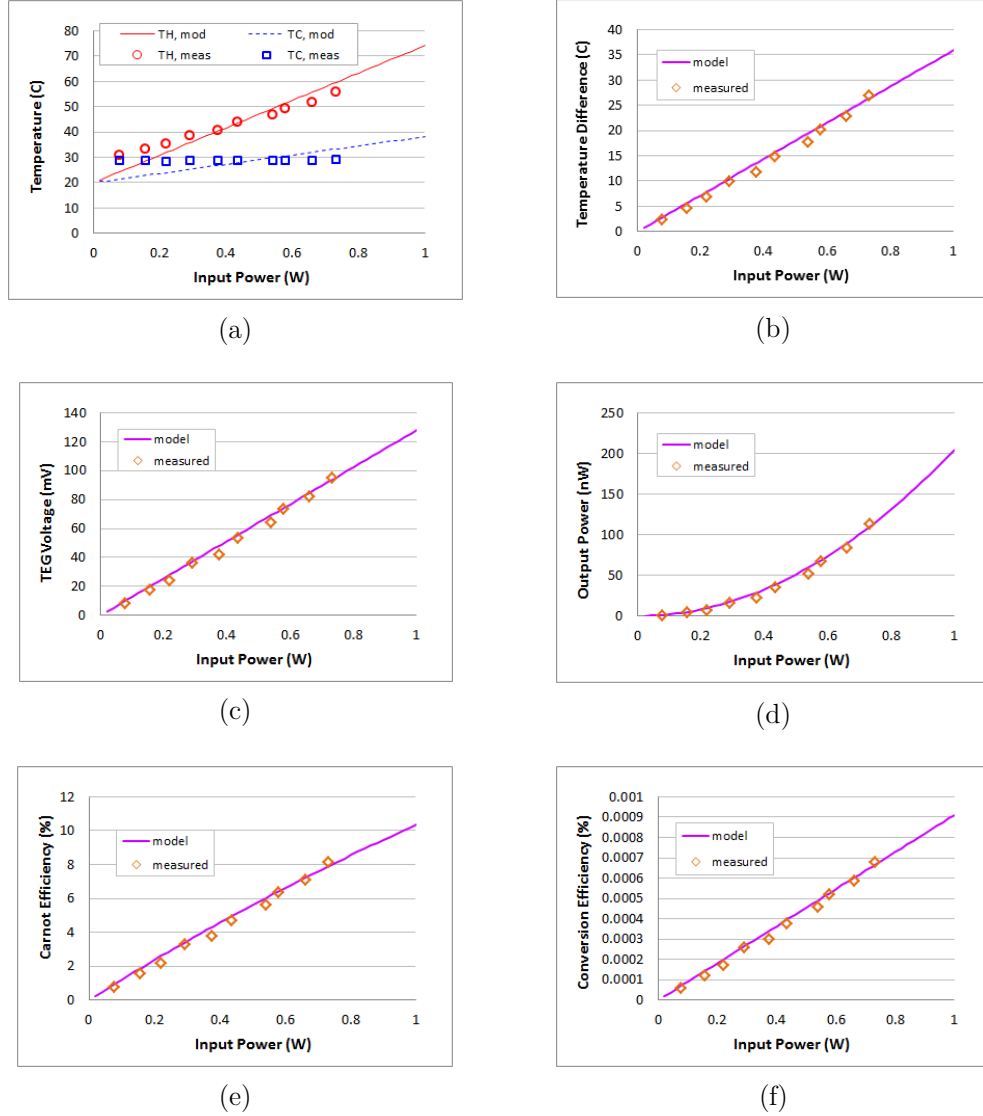 TH, mod
TC, mod
TH, meas
TC, meas
80
70
60
50
40
30
20
10
0
Temperature (C)
0 0.2 0.4 0.6 0.8 1
Input Power (W)
(a)
model
measured
40
35
30
25
20
15
10
5
0
Temperature Difference (C)
0 0.2 0.4 0.6 0.8 1
Input Power (W)
(b)
model
measured
140
120
100
80
60
40
20
0
TEG Voltage (mV)
0 0.2 0.4 0.6 0.8 1
Input Power (W)
(c)
model
measured
250
200
150
100
50
0
Output Power (nW)
0 0.2 0.4 0.6 0.8 1
Input Power (W)
(d)
model
measured
12
10
8
6
4
2
0
Carnot Efficiency (%)
0 0.2 0.4 0.6 0.8 1
Input Power (W)
(e)
model
measured
0.001
0.0009
0.0008
0.0007
0.0006
0.0005
0.0004
0.0003
0.0002
0.0001
0
Conversion Efficiency (%)
0 0.2 0.4 0.6 0.8 1
Input Power (W)
(f)